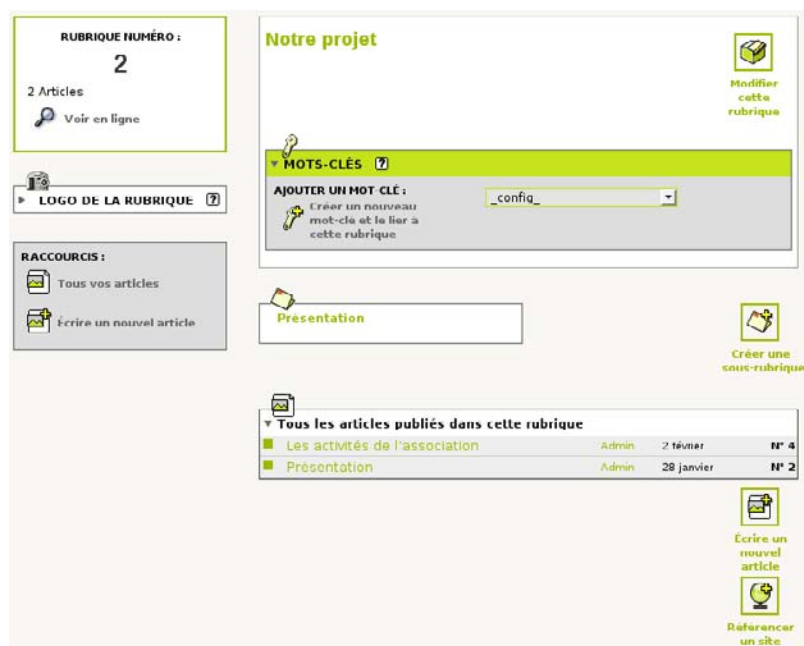 RUBRIQUE NUMÉRO :
2
2 Articles
Voir en ligne
LOGO DE LA RUBRIQUE ?
RACCOURCIS :
Tous vos articles
Écrire un nouvel article
Notre projet
Modifier
cette
rubrique
MOTS-CLÉS ?
AJOUTER UN MOT-CLÉ :
_config_
Créer un nouveau
mot-clé et le lier à
cette rubrique
Présentation
Créer une
sous-rubrique
Tous les articles publiés dans cette rubrique
Les activités de l'association Admin 2 février N° 4
Présentation Admin 28 janvier N° 2
Écrire un
nouvel
article
Référencer
un site